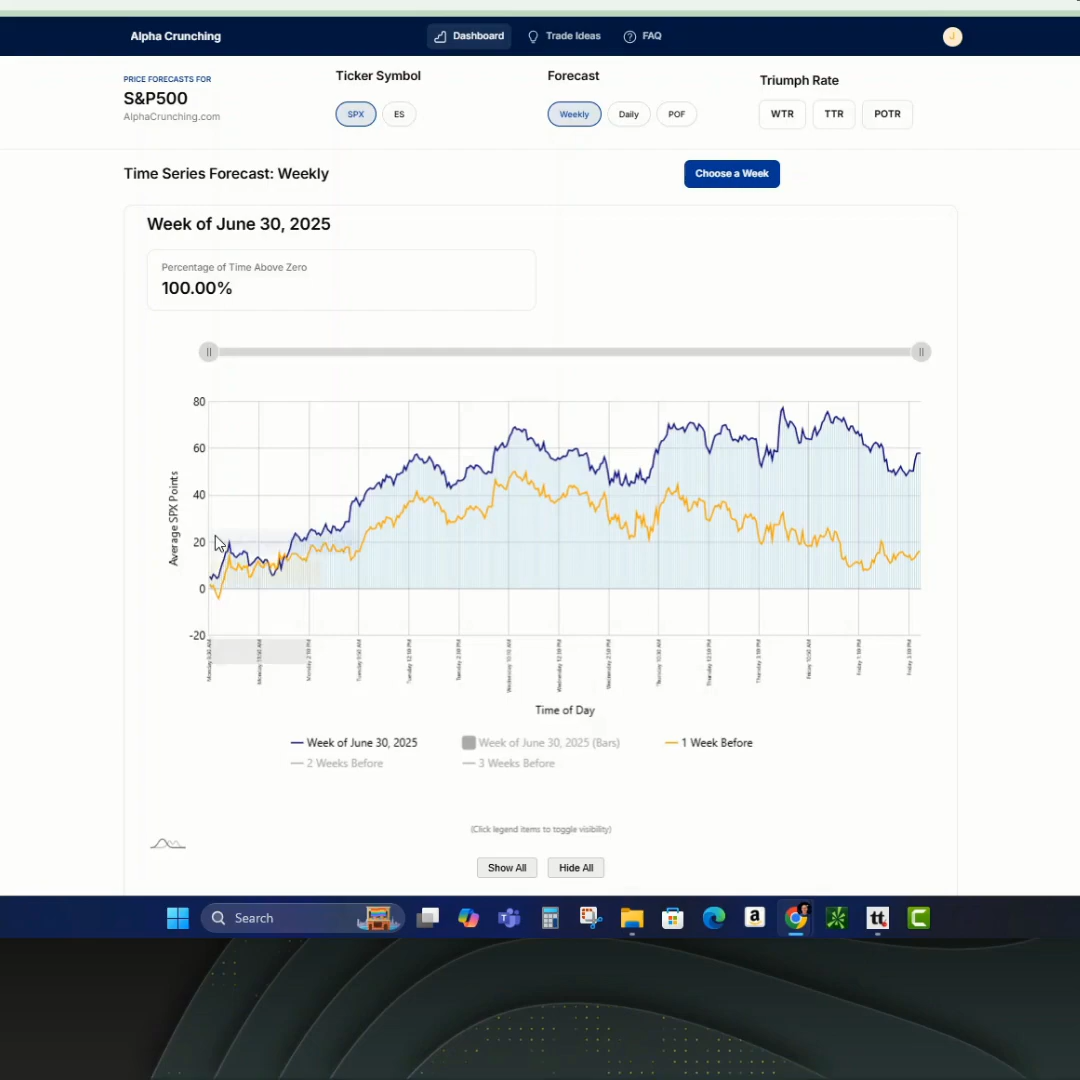 Alpha Crunching
Dashboard
Trade Ideas
FAQ
J
PRICE FORECASTS FOR
S&P500
AlphaCrunching.com
Ticker Symbol
SPX
ES
Forecast
Weekly
Daily
POF
Triumph Rate
WTR
TTR
POTR
Time Series Forecast: Weekly
Choose a Week
Week of June 30, 2025
Percentage of Time Above Zero
100.00%
80
60
40
20
0
-20
Average SPX Points
Time of Day
Week of June 30, 2025
Week of June 30, 2025 (Bars)
1 Week Before
2 Weeks Before
3 Weeks Before
(Click legend items to toggle visibility)
Show All
Hide All
Search
a
tt
C